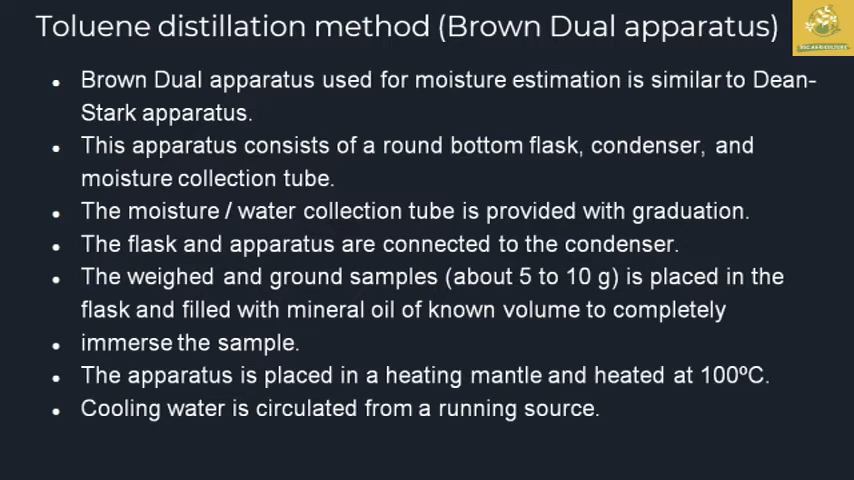 Toluene distillation method (Brown Dual apparatus)
• Brown Dual apparatus used for moisture estimation is similar to Dean-
Stark apparatus.
• This apparatus consists of a round bottom flask, condenser, and
moisture collection tube.
• The moisture / water collection tube is provided with graduation.
• The flask and apparatus are connected to the condenser.
• The weighed and ground samples (about 5 to 10 g) is placed in the
flask and filled with mineral oil of known volume to completely
• immerse the sample.
• The apparatus is placed in a heating mantle and heated at 100ºC.
• Cooling water is circulated from a running source.